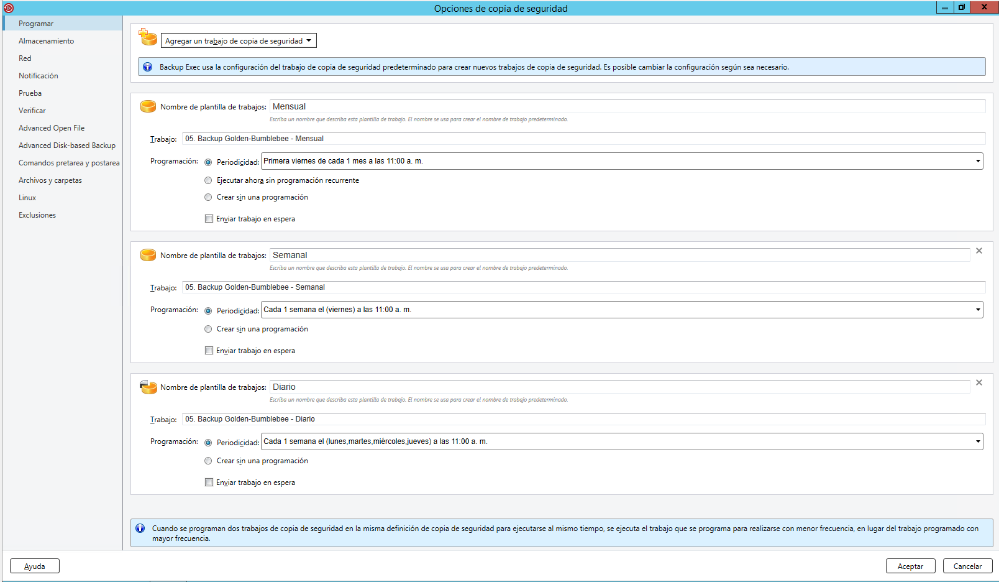 Opciones de copia de seguridad
Programar
Almacenamiento
Red
Notificación
Prueba
Verificar
Advanced Open File
Advanced Disk-based Backup
Comandos pretarea y postarea
Archivos y carpetas
Linux
Exclusiones
Agregar un trabajo de copia de seguridad
Backup Exec usa la configuración del trabajo de copia de seguridad predeterminado para crear nuevos trabajos de copia de seguridad. Es posible cambiar la configuración según sea necesario.
Nombre de plantilla de trabajos: Mensual
Escriba un nombre que describa esta plantilla de trabajo. El nombre se usa para crear el nombre de trabajo predeterminado.
Trabajo: 05. Backup Golden-Bumblebee - Mensual
Programación: Periodicidad: Primera viernes de cada 1 mes a las 11:00 a. m.
Ejecutar ahora sin programación recurrente
Crear sin una programación
Enviar trabajo en espera
Nombre de plantilla de trabajos: Semanal
Escriba un nombre que describa esta plantilla de trabajo. El nombre se usa para crear el nombre de trabajo predeterminado.
Trabajo: 05. Backup Golden-Bumblebee - Semanal
Programación: Periodicidad: Cada 1 semana el (viernes) a las 11:00 a. m.
Crear sin una programación
Enviar trabajo en espera
Nombre de plantilla de trabajos: Diario
Escriba un nombre que describa esta plantilla de trabajo. El nombre se usa para crear el nombre de trabajo predeterminado.
Trabajo: 05. Backup Golden-Bumblebee - Diario
Programación: Periodicidad: Cada 1 semana el (lunes,martes,miércoles,jueves) a las 11:00 a. m.
Crear sin una programación
Enviar trabajo en espera
Cuando se programan dos trabajos de copia de seguridad en la misma definición de copia de seguridad para ejecutarse al mismo tiempo, se ejecuta el trabajo que se programa para realizarse con menor frecuencia, en lugar del trabajo programado con
mayor frecuencia.
Ayuda
Aceptar
Cancelar